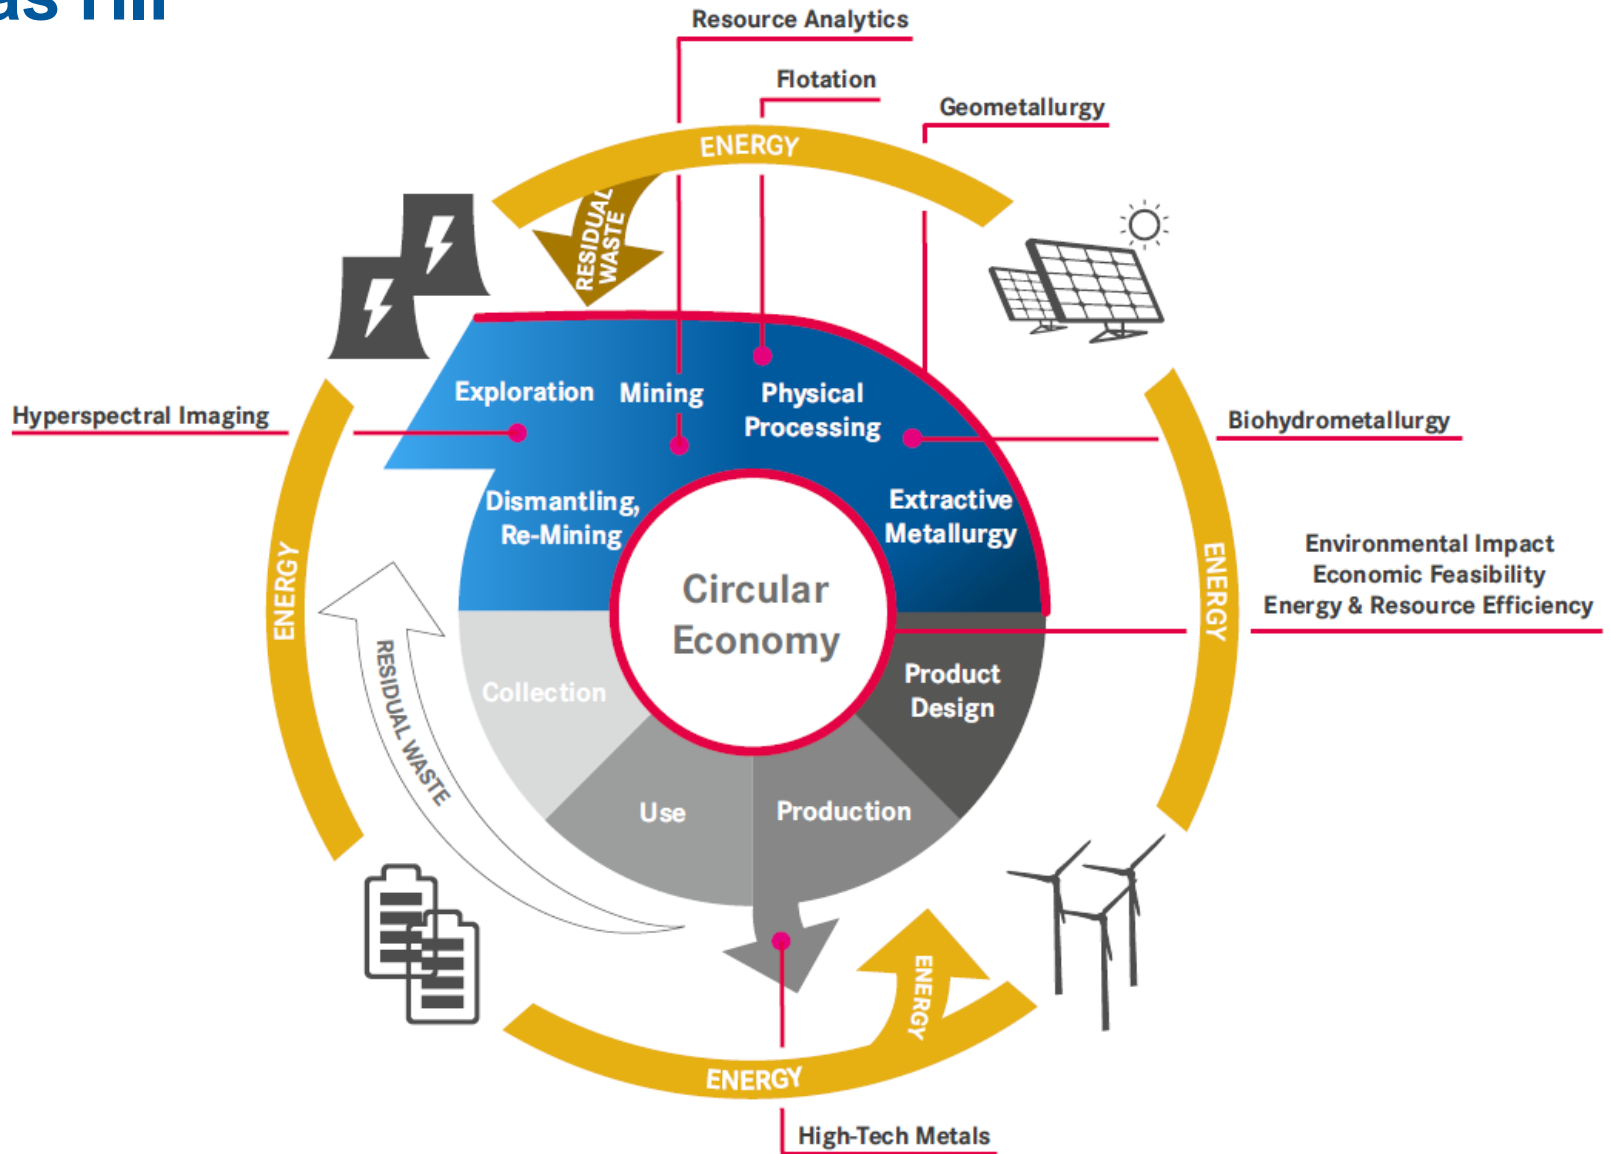 Resource Analytics
Flotation
Geometallurgy
ENERGY
RESIDUAL
WASTE
Exploration
Mining
Physical
Processing
Hyperspectral Imaging
Biohydrometallurgy
Dismantling,
Re-Mining
Extractive
Metallurgy
Circular
Economy
Environmental Impact
Economic Feasibility
Energy & Resource Efficiency
ENERGY
ENERGY
RESIDUAL WASTE
Collection
Product
Design
Use
Production
ENERGY
ENERGY
High-Tech Metals